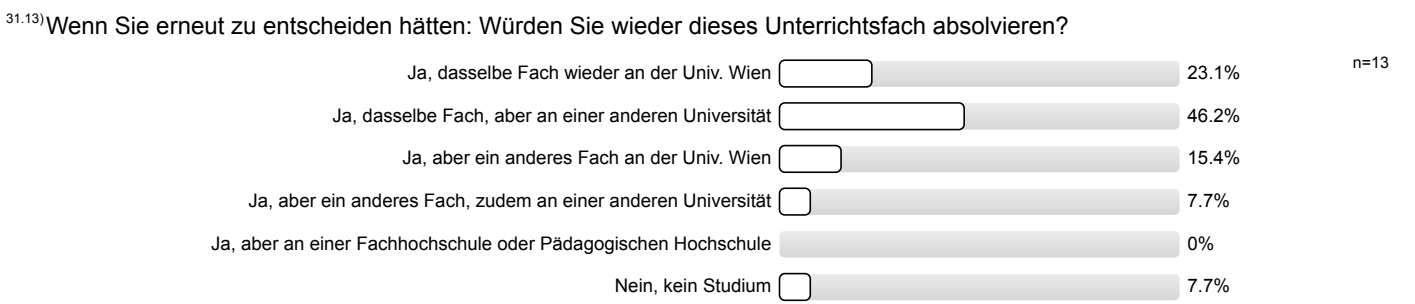 31.13) Wenn Sie erneut zu entscheiden hätten: Würden Sie wieder dieses Unterrichtsfach absolvieren?
Ja, dasselbe Fach wieder an der Univ. Wien 23.1% n=13
Ja, dasselbe Fach, aber an einer anderen Universität 46.2%
Ja, aber ein anderes Fach an der Univ. Wien 15.4%
Ja, aber ein anderes Fach, zudem an einer anderen Universität 7.7%
Ja, aber an einer Fachhochschule oder Pädagogischen Hochschule 0%
Nein, kein Studium 7.7%